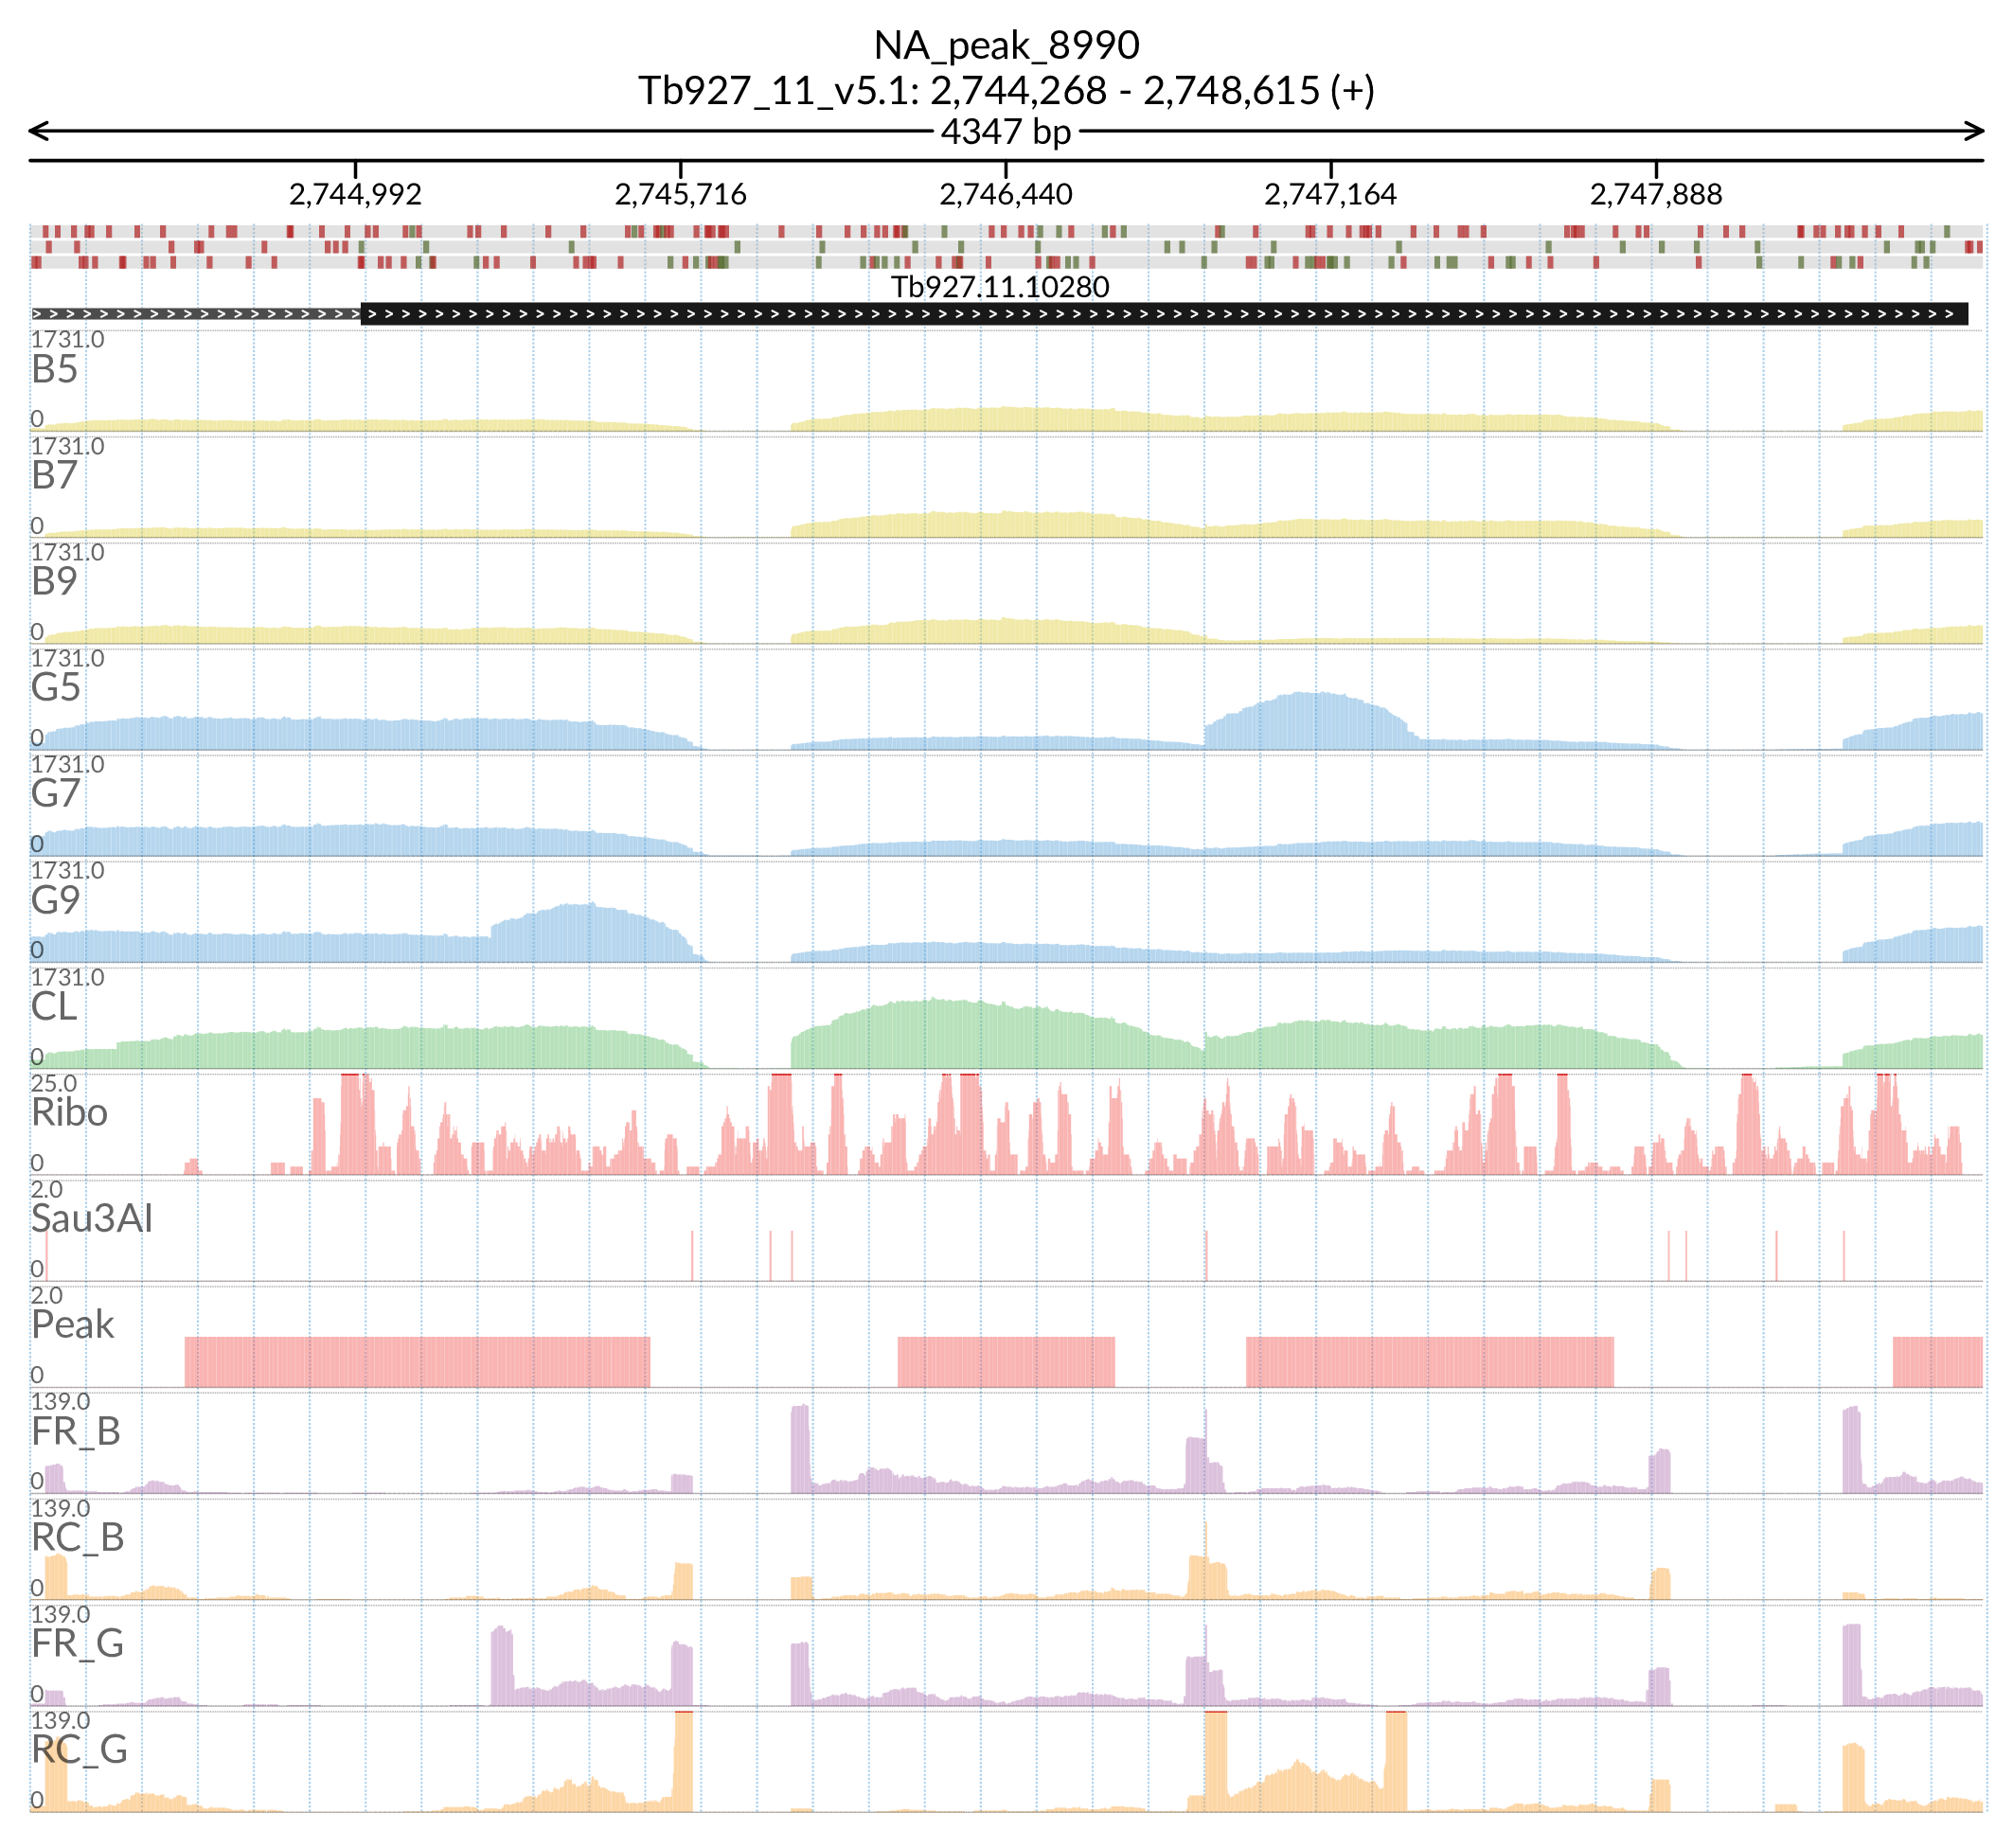 NA_peak_8990
Tb927_11_v5.1: 2,744,268 - 2,748,615 (+)
4347 bp
2,744,992 2,745,716 2,746,440 2,747,164 2,747,888
Tb927.11.10280
1731.0
B5
0
1731.0
B7
0
1731.0
B9
0
1731.0
G5
0
1731.0
G7
0
1731.0
G9
0
1731.0
CL
0
25.0
Ribo
0
2.0
Sau3AI
0
2.0
Peak
0
139.0
FR_B
0
139.0
RC_B
0
139.0
FR_G
0
139.0
RC_G
0